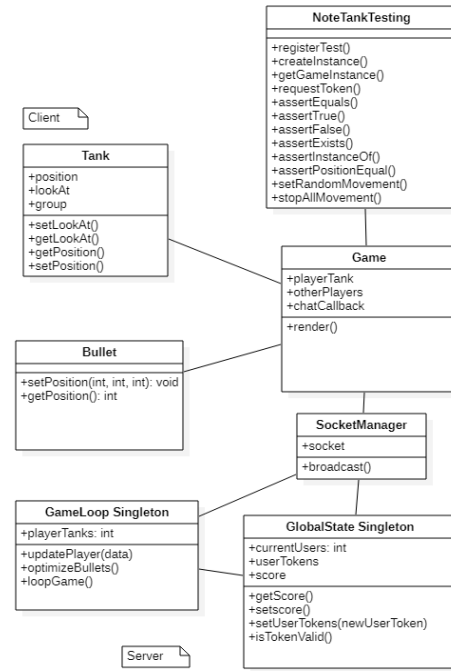 NoteTankTesting
+registerTest()
+createInstance()
+getGameInstance()
+requestToken()
+assertEquals()
+assertTrue()
+assertFalse()
+assertExists()
+assertInstanceOf()
+assertPositionEqual()
+setRandomMovement()
+stopAllMovement()
Client
Tank
+position
+lookAt
+group
+setLookAt()
+getLookAt()
+getPosition()
+setPosition()
Game
+playerTank
+otherPlayers
+chatCallback
+render()
Bullet
+setPosition(int, int, int): void
+getPosition(): int
SocketManager
+socket
+broadcast()
GameLoop Singleton
+playerTanks: int
+updatePlayer(data)
+optimizeBullets()
+loopGame()
GlobalState Singleton
+currentUsers: int
+userTokens
+score
+getScore()
+setscore()
+setUserTokens(newUserToken)
+isTokenValid()
Server